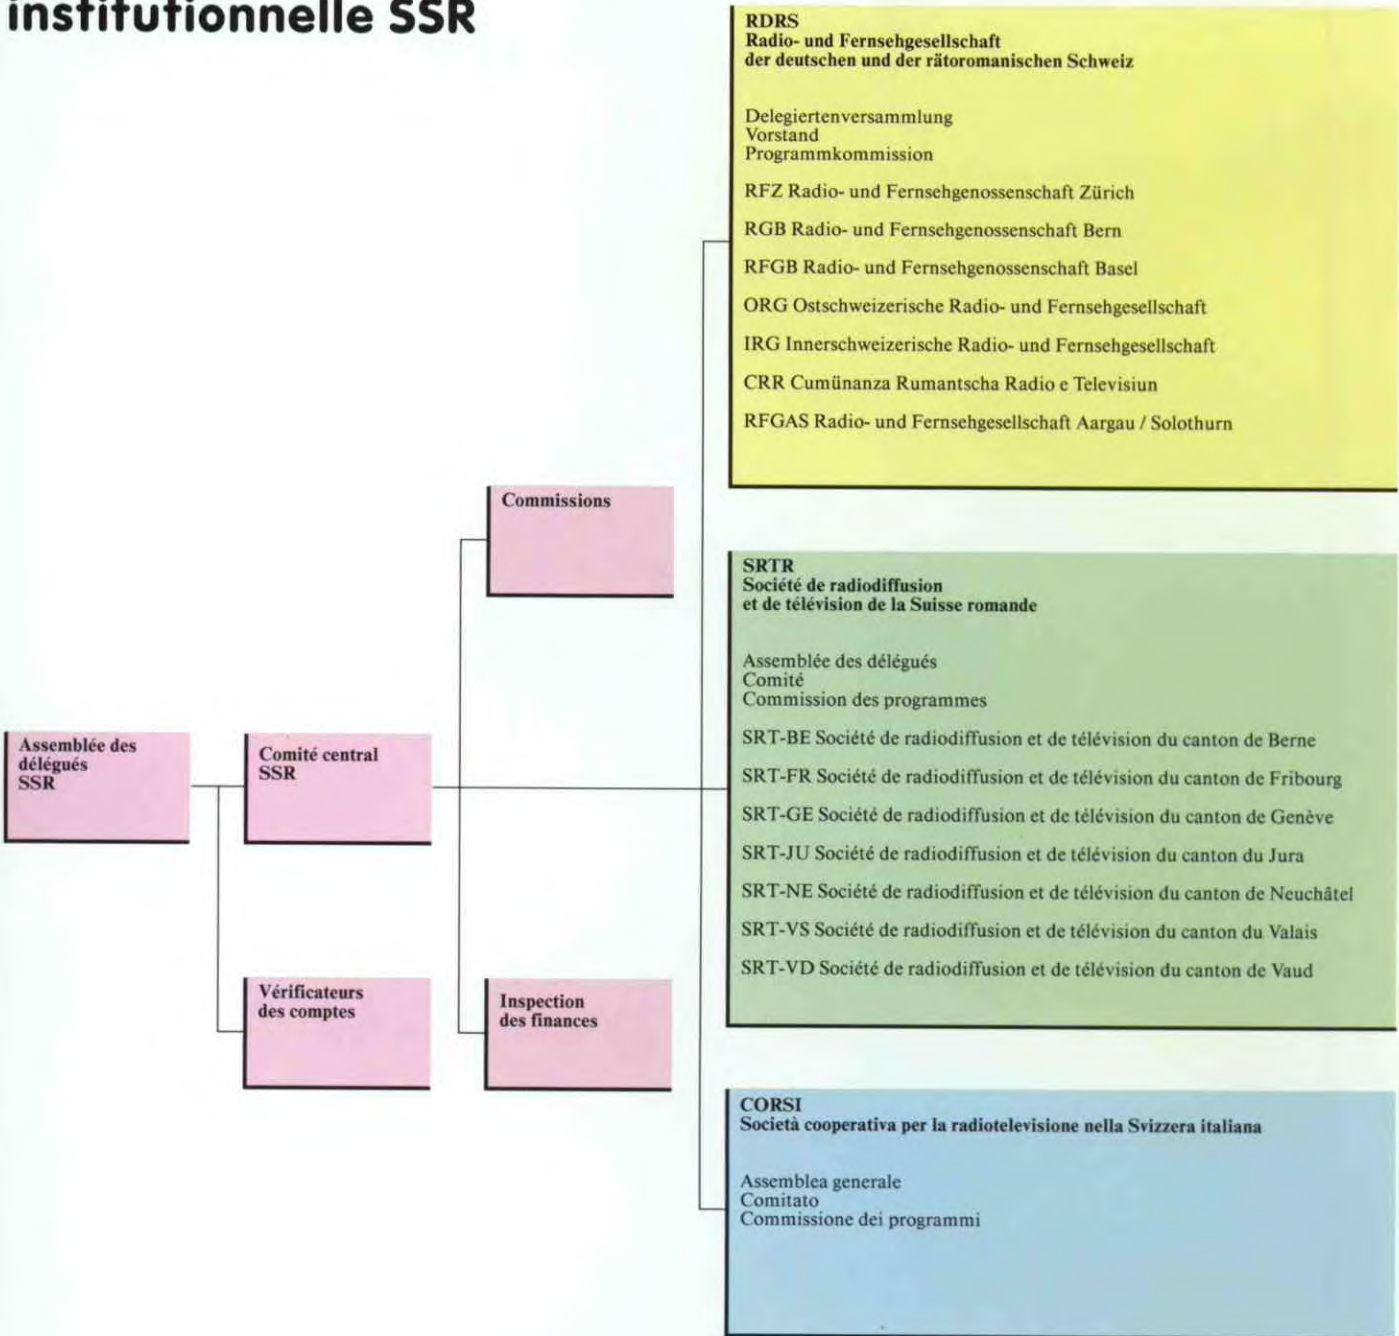 institutionnelle SSR
RDRS
Radio- und Fernsehgesellschaft
der deutschen und der rätoromanischen Schweiz
Delegiertenversammlung
Vorstand
Programmkommission
RFZ Radio- und Fernsehgenossenschaft Zürich
RGB Radio- und Fernsehgenossenschaft Bern
RFGB Radio- und Fernsehgenossenschaft Basel
ORG Ostschweizerische Radio- und Fernsehgesellschaft
IRG Innerschweizerische Radio- und Fernsehgesellschaft
CRR Cumünanza Rumantscha Radio e Televisiun
RFGAS Radio- und Fernsehgesellschaft Aargau / Solothurn
Commissions
SRTR
Société de radiodiffusion
et de télévision de la Suisse romande
Assemblée des délégués
Comité
Commission des programmes
SRT-BE Société de radiodiffusion et de télévision du canton de Berne
SRT-FR Société de radiodiffusion et de télévision du canton de Fribourg
SRT-GE Société de radiodiffusion et de télévision du canton de Genève
SRT-JU Société de radiodiffusion et de télévision du canton du Jura
SRT-NE Société de radiodiffusion et de télévision du canton de Neuchâtel
SRT-VS Société de radiodiffusion et de télévision du canton du Valais
SRT-VD Société de radiodiffusion et de télévision du canton de Vaud
Assemblée des
délégués
SSR
Comité central
SSR
Vérificateurs
des comptes
Inspection
des finances
CORSI
Società cooperativa per la radiotelevisione nella Svizzera italiana
Assemblea generale
Comitato
Commissione dei programmi